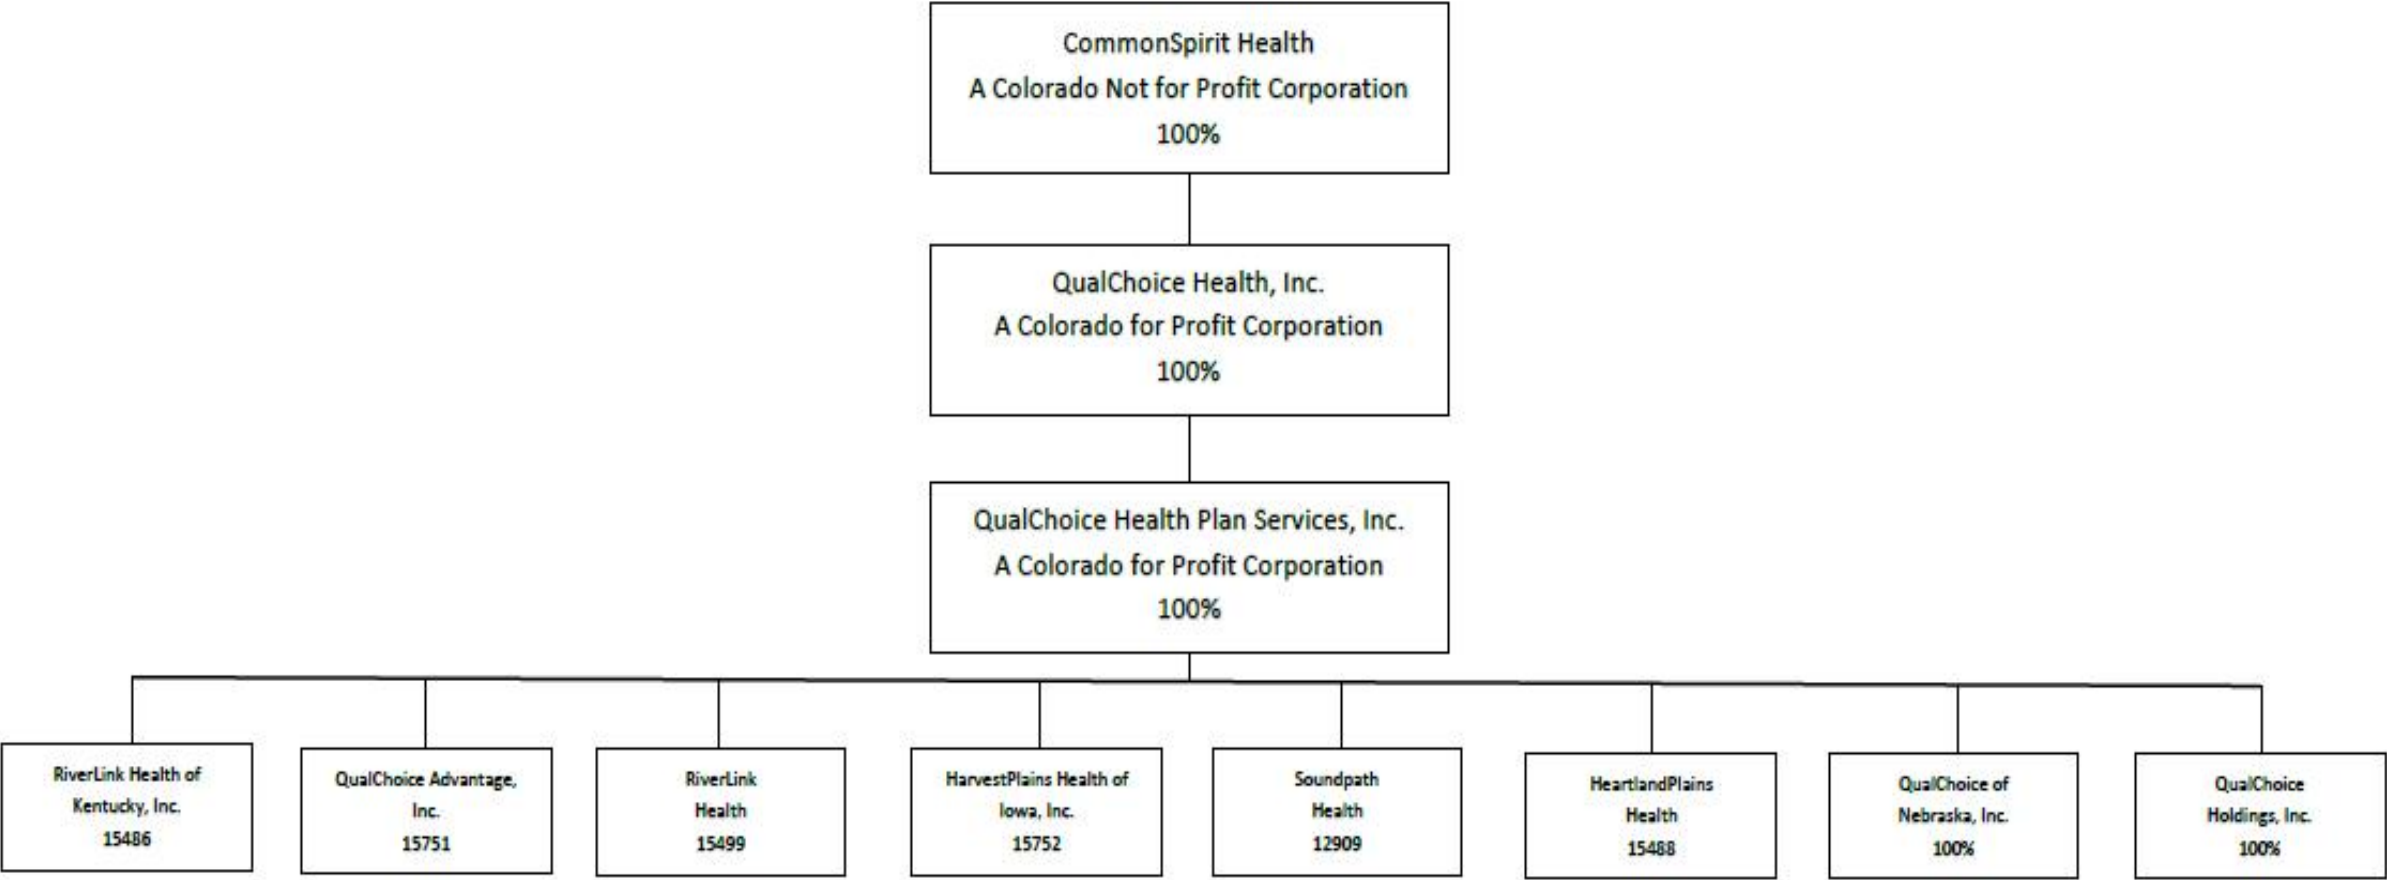 CommonSpirit Health
A Colorado Not for Profit Corporation
100%
QualChoice Health, Inc.
A Colorado for Profit Corporation
100%
QualChoice Health Plan Services, Inc.
A Colorado for Profit Corporation
100%
RiverLink Health of
Kentucky, Inc.
15486
QualChoice Advantage,
Inc.
15751
RiverLink
Health
15499
HarvestPlains Health of
Iowa, Inc.
15752
Soundpath
Health
12909
HeartlandPlains
Health
15488
QualChoice of
Nebraska, Inc.
100%
QualChoice
Holdings, Inc.
100%